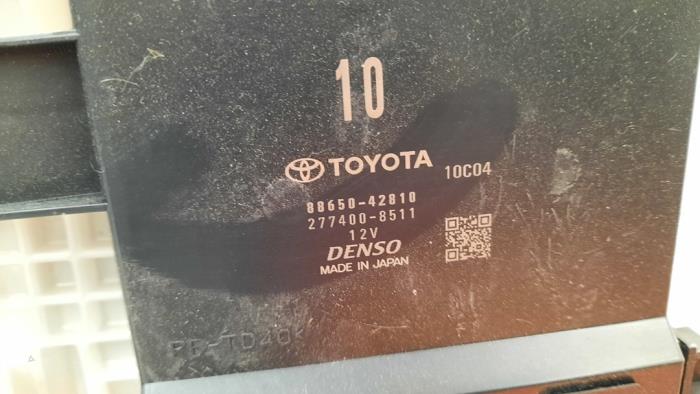 10
TOYOTA 10C04
88650-42810
277400-8511
12V
DENSO
MADE IN JAPAN